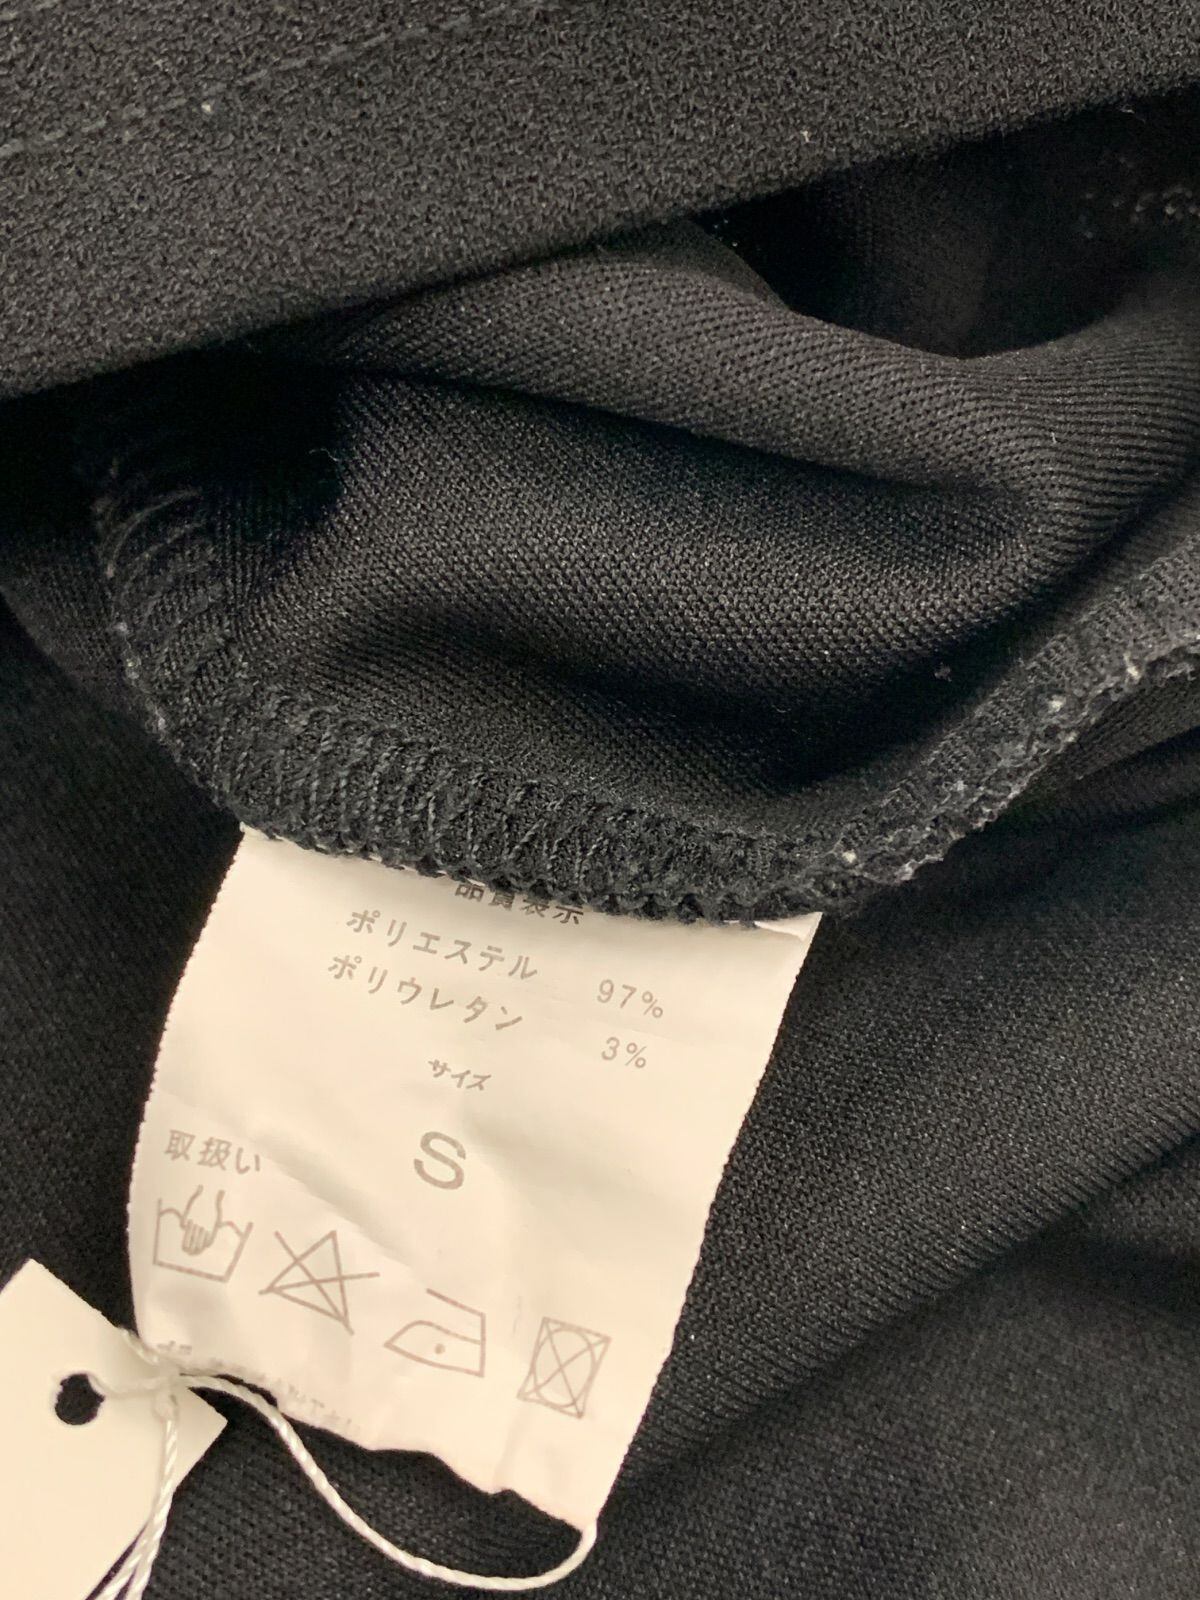 品質表示
ポリエステル 97%
ポリウレタン 3%
サイズ
S
取扱い